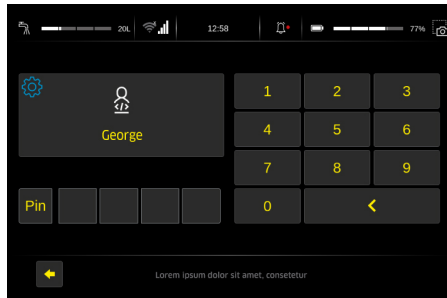 20L 12:58 77%
George
Pin
1 2 3
4 5 6
7 8 9
0
Lorem ipsum dolor sit amet, consetetur